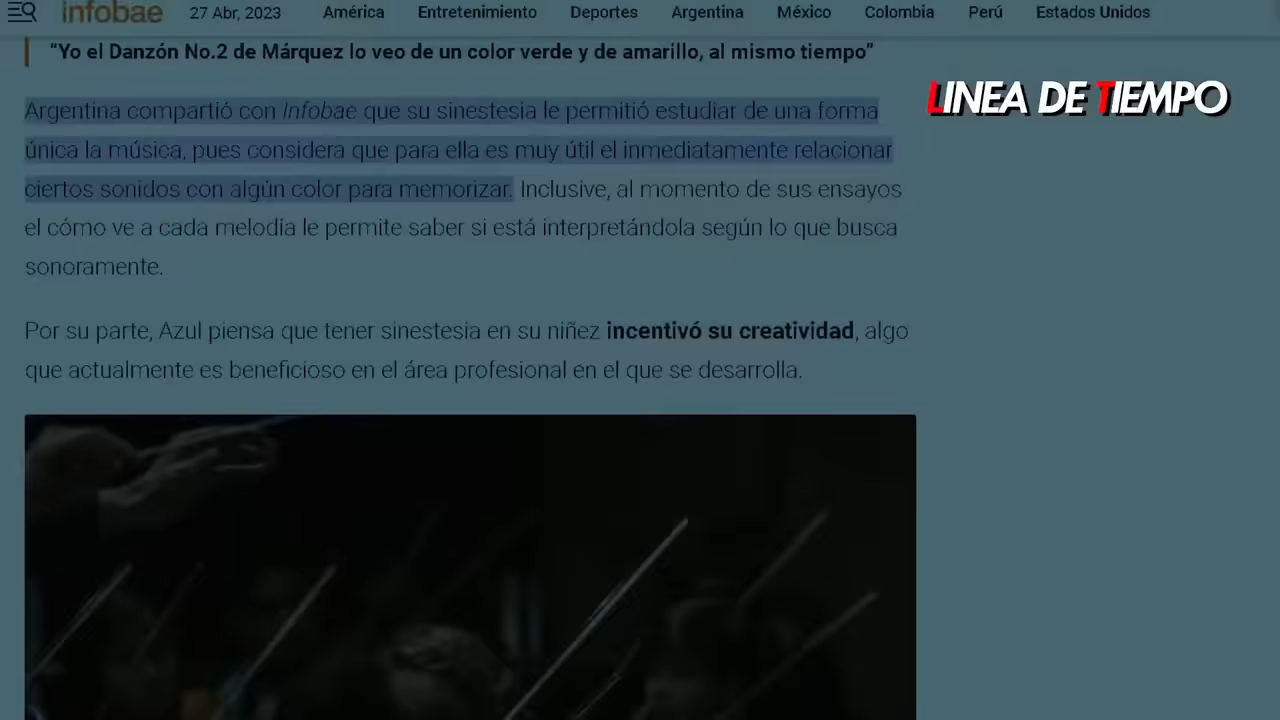 infobae 27 Abr, 2023 América Entretenimiento Deportes Argentina México Colombia Perú Estados Unidos
“Yo el Danzón No.2 de Márquez lo veo de un color verde y de amarillo, al mismo tiempo”
LINEA DE TIEMPO
Argentina compartió con Infobae que su sinestesia le permitió estudiar de una forma
única la música, pues considera que para ella es muy útil el inmediatamente relacionar
ciertos sonidos con algún color para memorizar. Inclusive, al momento de sus ensayos
el cómo ve a cada melodía le permite saber si está interpretándola según lo que busca
sonoramente.
Por su parte, Azul piensa que tener sinestesia en su niñez incentivó su creatividad, algo
que actualmente es beneficioso en el área profesional en el que se desarrolla.